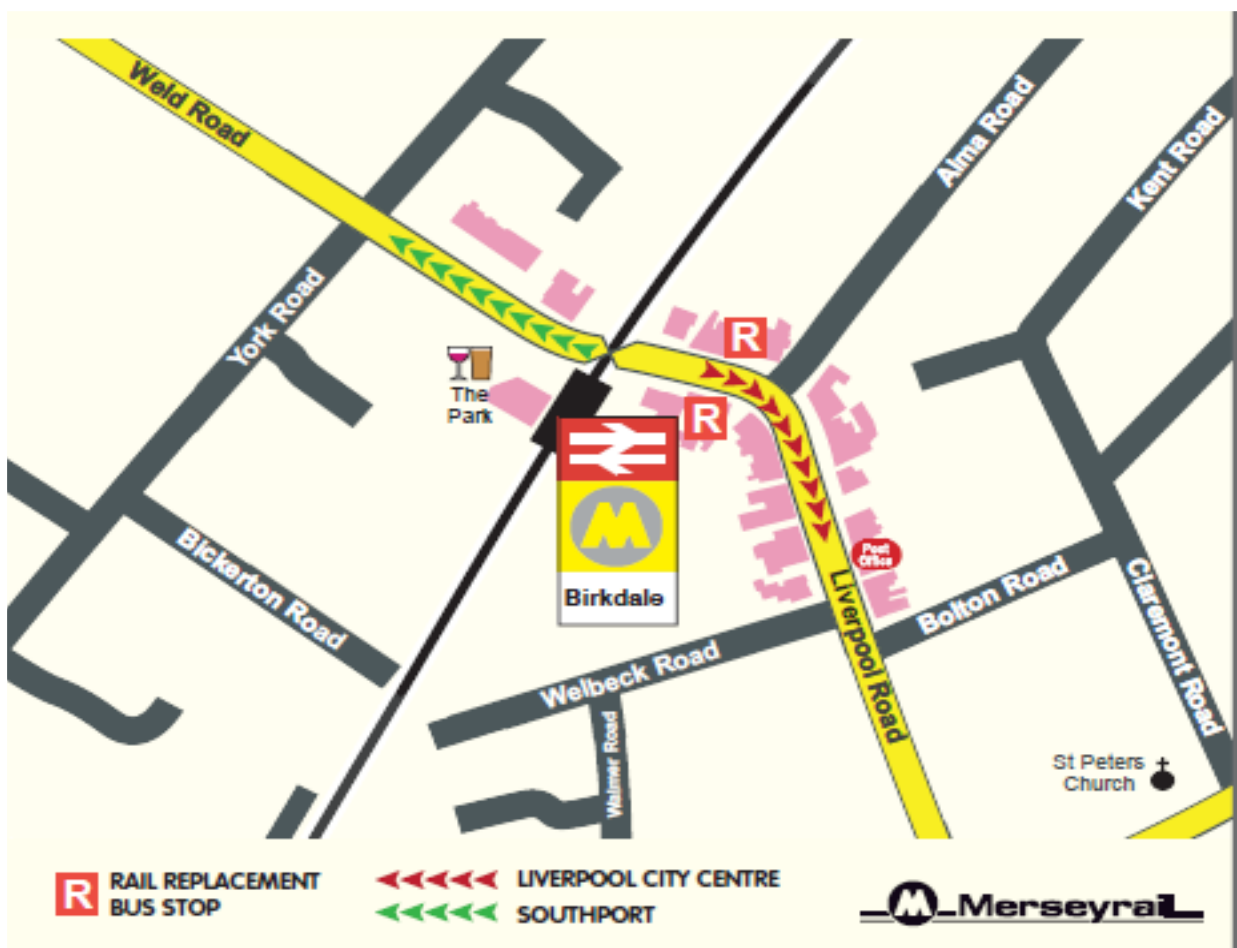 Weld Road
Alma Road
Kent Road
York Road
R
The
Park
R
Post
Office
Birkdale
Bickerton Road
Liverpool Road
Bolton Road
Claremont Road
Welbeck Road
Walmer Road
St Peters
Church
R RAIL REPLACEMENT
BUS STOP
LIVERPOOL CITY CENTRE
SOUTHPORT
M Merseyrail